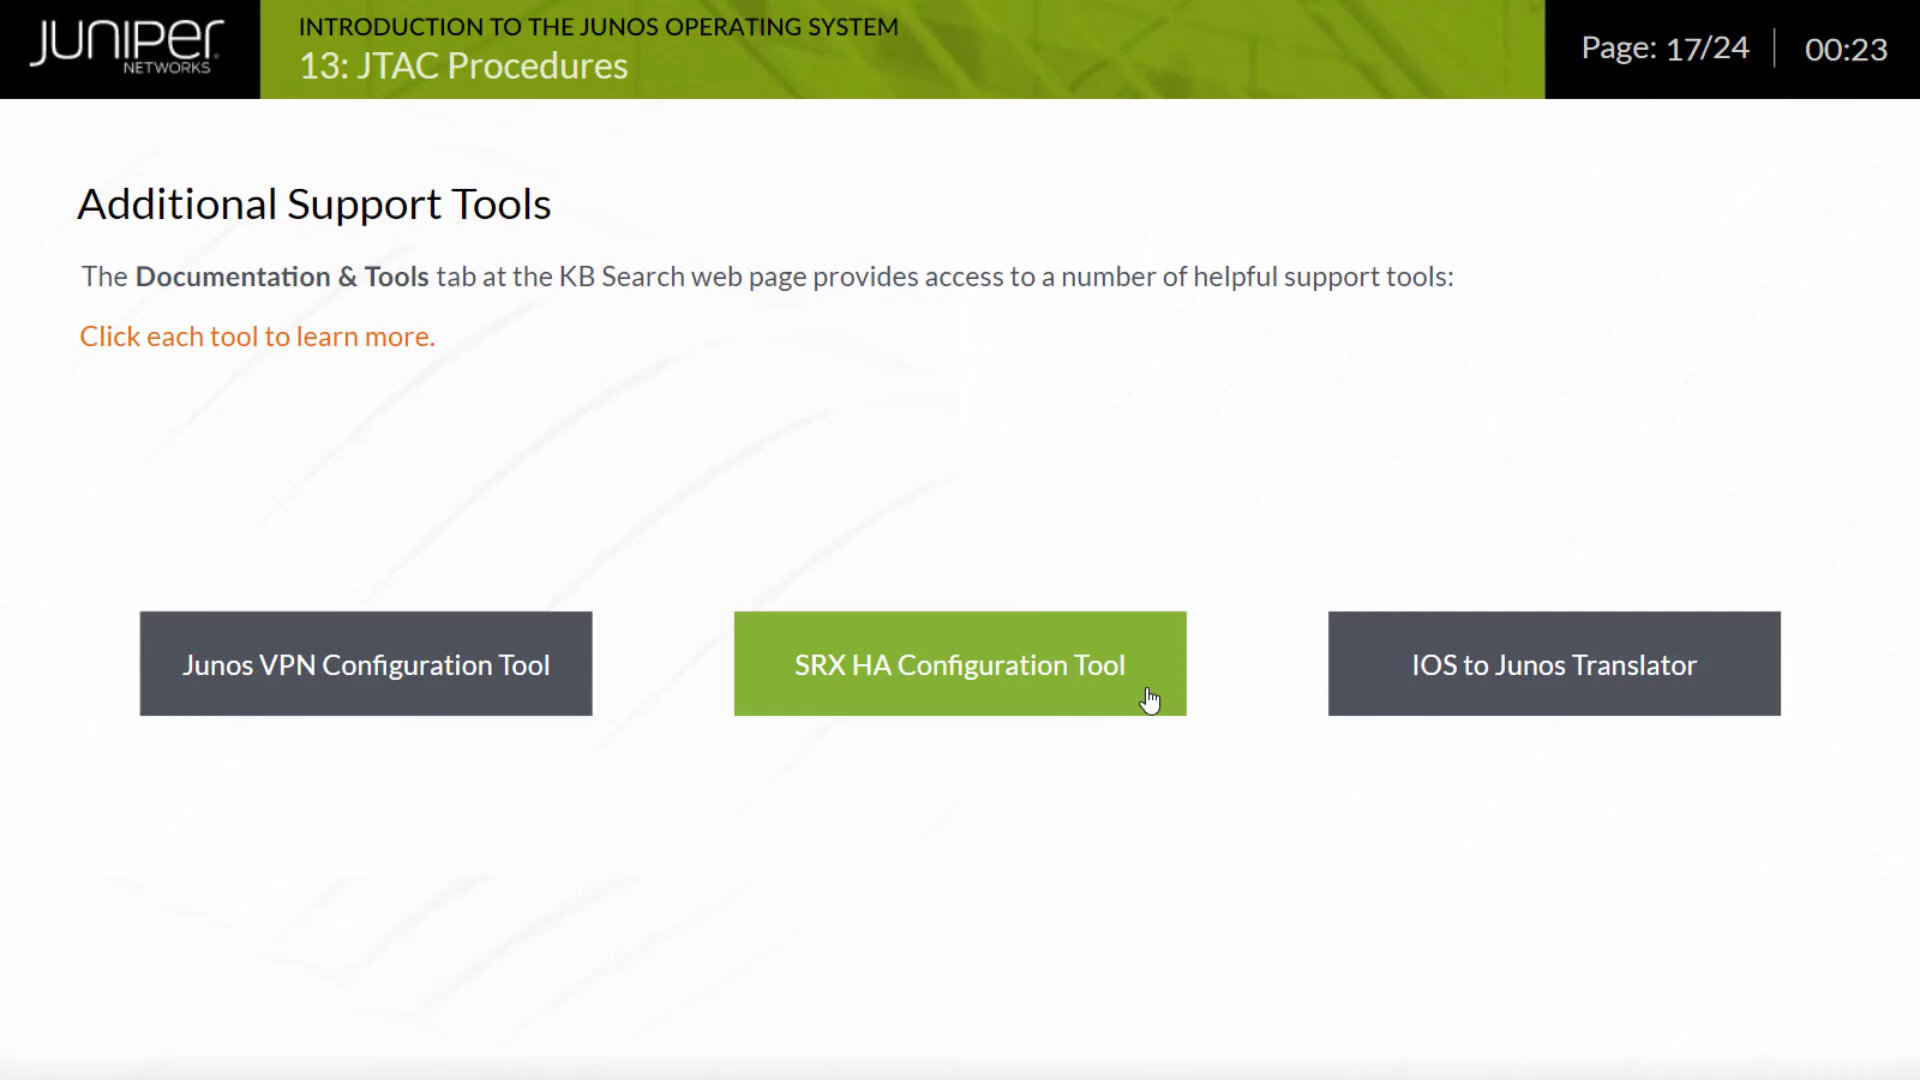 JUNIPEr
NETWORKS
INTRODUCTION TO THE JUNOS OPERATING SYSTEM
13: JTAC Procedures
Page: 17/24
00:23
Additional Support Tools
The Documentation & Tools tab at the KB Search web page provides access to a number of helpful support tools:
Click each tool to learn more.
Junos VPN Configuration Tool
SRX HA Configuration Tool
IOS to Junos Translator